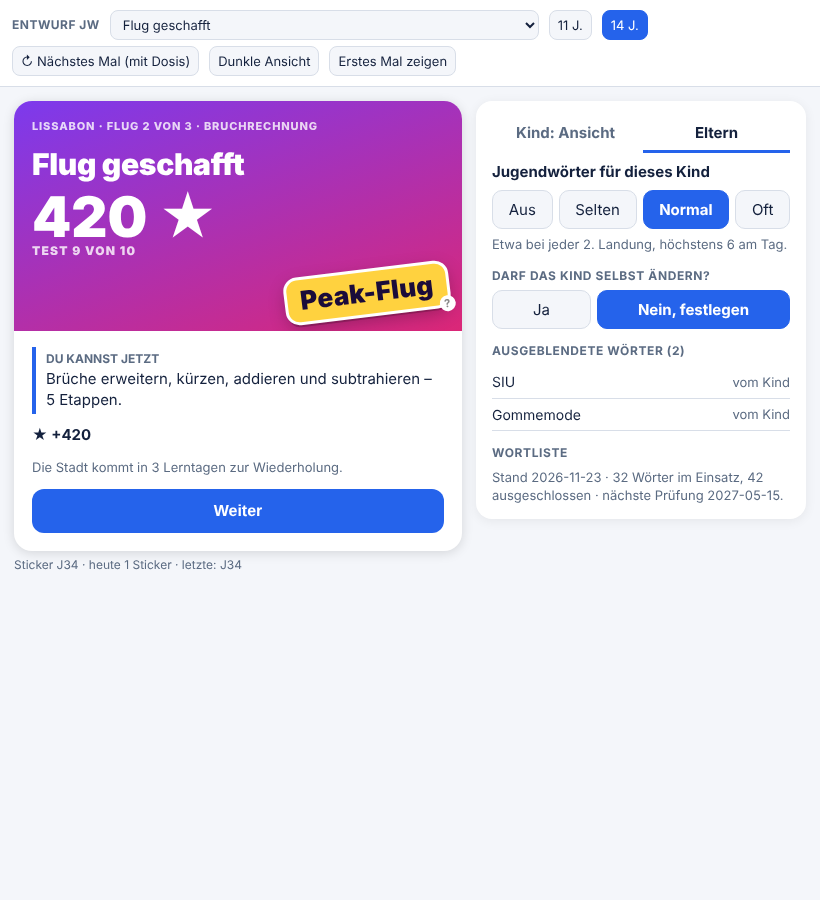 ENTWURF JW
Flug geschafft
11 J.
14 J.
↻ Nächstes Mal (mit Dosis)
Dunkle Ansicht
Erstes Mal zeigen
LISSABON · FLUG 2 VON 3 · BRUCHRECHNUNG
Flug geschafft
420 ★
TEST 9 VON 10
Peak-Flug
?
DU KANNST JETZT
Brüche erweitern, kürzen, addieren und subtrahieren –
5 Etappen.
★ +420
Die Stadt kommt in 3 Lerntagen zur Wiederholung.
Weiter
Sticker J34 · heute 1 Sticker · letzte: J34
Kind: Ansicht
Eltern
Jugendwörter für dieses Kind
Aus
Selten
Normal
Oft
Etwa bei jeder 2. Landung, höchstens 6 am Tag.
DARF DAS KIND SELBST ÄNDERN?
Ja
Nein, festlegen
AUSGEBLENDETE WÖRTER (2)
SIU
vom Kind
Gommemode
vom Kind
WORTLISTE
Stand 2026-11-23 · 32 Wörter im Einsatz, 42
ausgeschlossen · nächste Prüfung 2027-05-15.